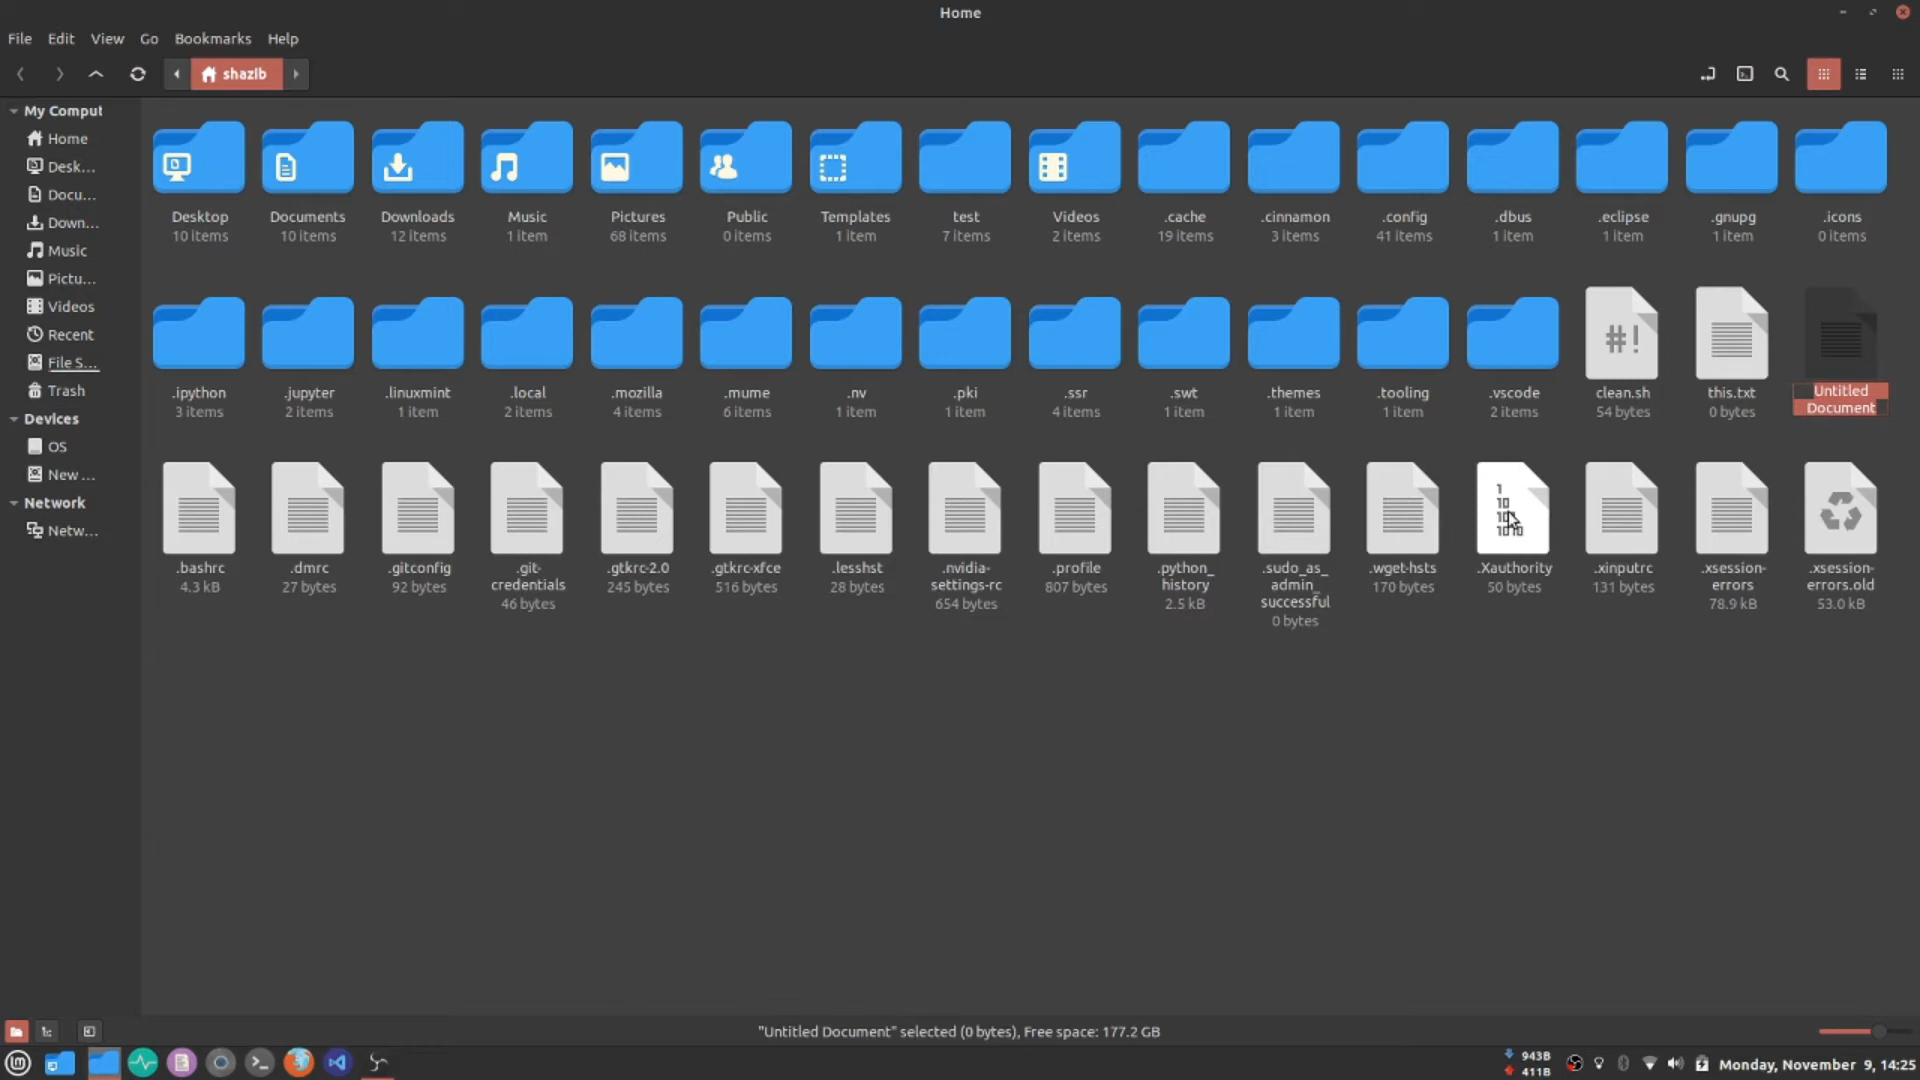 Home
File Edit View Go Bookmarks Help
shazib
My Comput
Home
Desk...
Docu...
Down...
Music
Pictu...
Videos
Recent
File S...
Trash
Devices
OS
New ...
Network
Netw...
Desktop Documents Downloads Music Pictures Public Templates test Videos .cache .cinnamon .config .dbus .eclipse .gnupg .icons
10 items 10 items 12 items 1 item 68 items 0 items 1 item 7 items 2 items 19 items 3 items 41 items 1 item 1 item 1 item 0 items
.ipython .jupyter .linuxmint .local .mozilla .mume .nv .pki .ssr .swt .themes .tooling .vscode clean.sh this.txt Untitled
3 items 2 items 1 item 2 items 4 items 6 items 1 item 1 item 4 items 1 item 1 item 1 item 2 items 54 bytes 0 bytes Document
.bashrc .dmrc .gitconfig .git- .gtkrc-2.0 .gtkrc-xfce .lesshst .nvidia- .profile .python_ .sudo_as_ .wget-hsts .Xauthority .xinputrc .xsession- .xsession-
4.3 kB 27 bytes 92 bytes credentials 245 bytes 516 bytes 28 bytes settings-rc 807 bytes history admin_ 170 bytes 50 bytes 131 bytes errors errors.old
46 bytes 654 bytes 2.5 kB successful 78.9 kB 53.0 kB
0 bytes
"Untitled Document" selected (0 bytes), Free space: 177.2 GB
943B
411B
Monday, November 9, 14:25